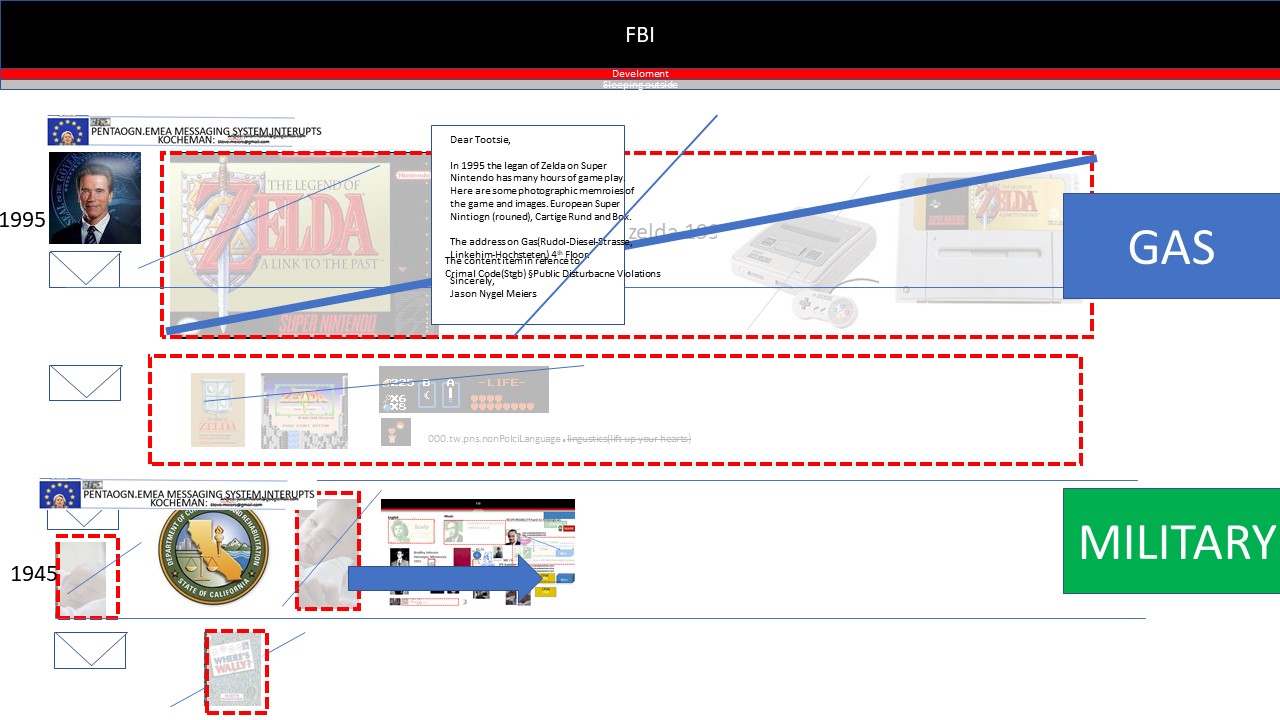 FBI
Develoment
Sleeping outside
PENTAOGN.EMEA MESSAGING SYSTEM.INTERUPTS
KOCHEMAN:
1995
THE LEGEND OF
ZELDA
A LINK TO THE PAST
Nintendo
SUPER NINTENDO
Dear Tootsie,
In 1995 the legan of Zelda on Super
Nintendo has many hours of game play.
Here are some photographic memroies of
the game and images. European Super
Nintiogn (rouned), Cartige Rund and Box.
The address on Gas(Rudol-Diesel-Strasse,
Linkehim-Hochsteten) 4th Floor.
The content item in refence to
Crimal Code(Stgb) §Public Disturbacne Violations
Sincerely,
Jason Nygel Meiers
zelda 199
GAS
ZELDA
ZELDA
225 B A -LIFE-
X6
X8
000.tw.pns.nonPolciLanguage.lingustics(lift up your hearts)
PENTAOGN.EMEA MESSAGING SYSTEM.INTERUPTS
KOCHEMAN:
1945
STATE OF CALIFORNIA
MILITARY
WHERE'S
WALLY?